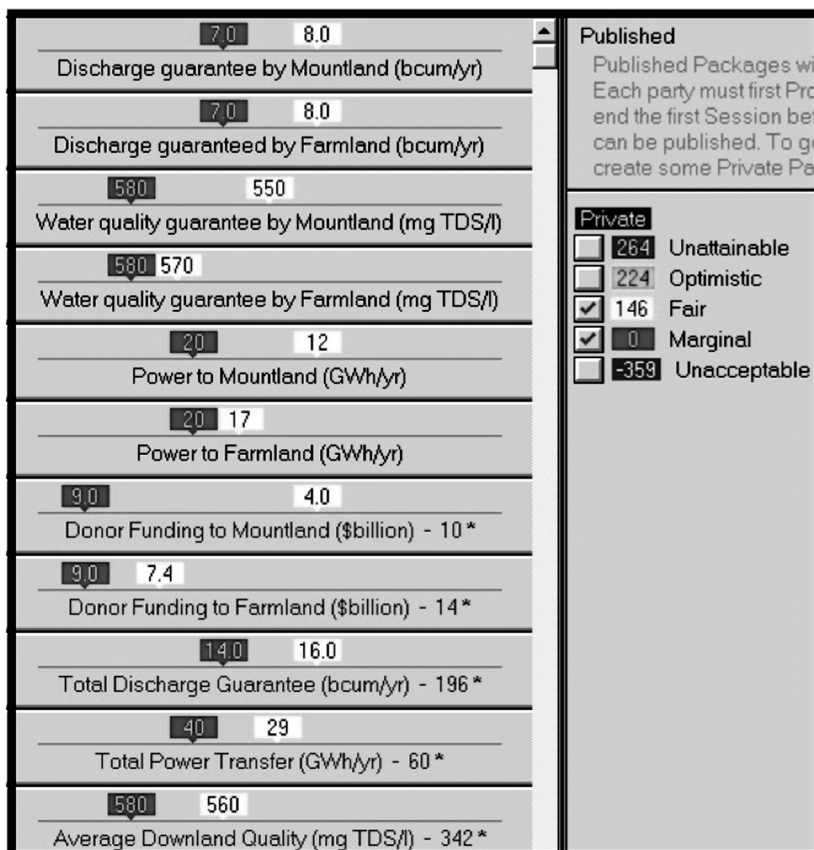 7.0 8.0
Discharge guarantee by Mountland (bcum/yr)
7.0 8.0
Discharge guaranteed by Farmland (bcum/yr)
580 550
Water quality guarantee by Mountland (mg TDS/l)
580 570
Water quality guarantee by Farmland (mg TDS/l)
20 12
Power to Mountland (GWh/yr)
20 17
Power to Farmland (GWh/yr)
9.0 4.0
Donor Funding to Mountland ($billion) - 10 *
9.0 7.4
Donor Funding to Farmland ($billion) - 14 *
14.0 16.0
Total Discharge Guarantee (bcum/yr) - 196 *
40 29
Total Power Transfer (GWh/yr) - 60 *
580 560
Average Downland Quality (mg TDS/l) - 342 *
Published
Published Packages wi
Each party must first Pro
end the first Session bef
can be published. To ge
create some Private Pa
Private
264 Unattainable
224 Optimistic
146 Fair
0 Marginal
-359 Unacceptable